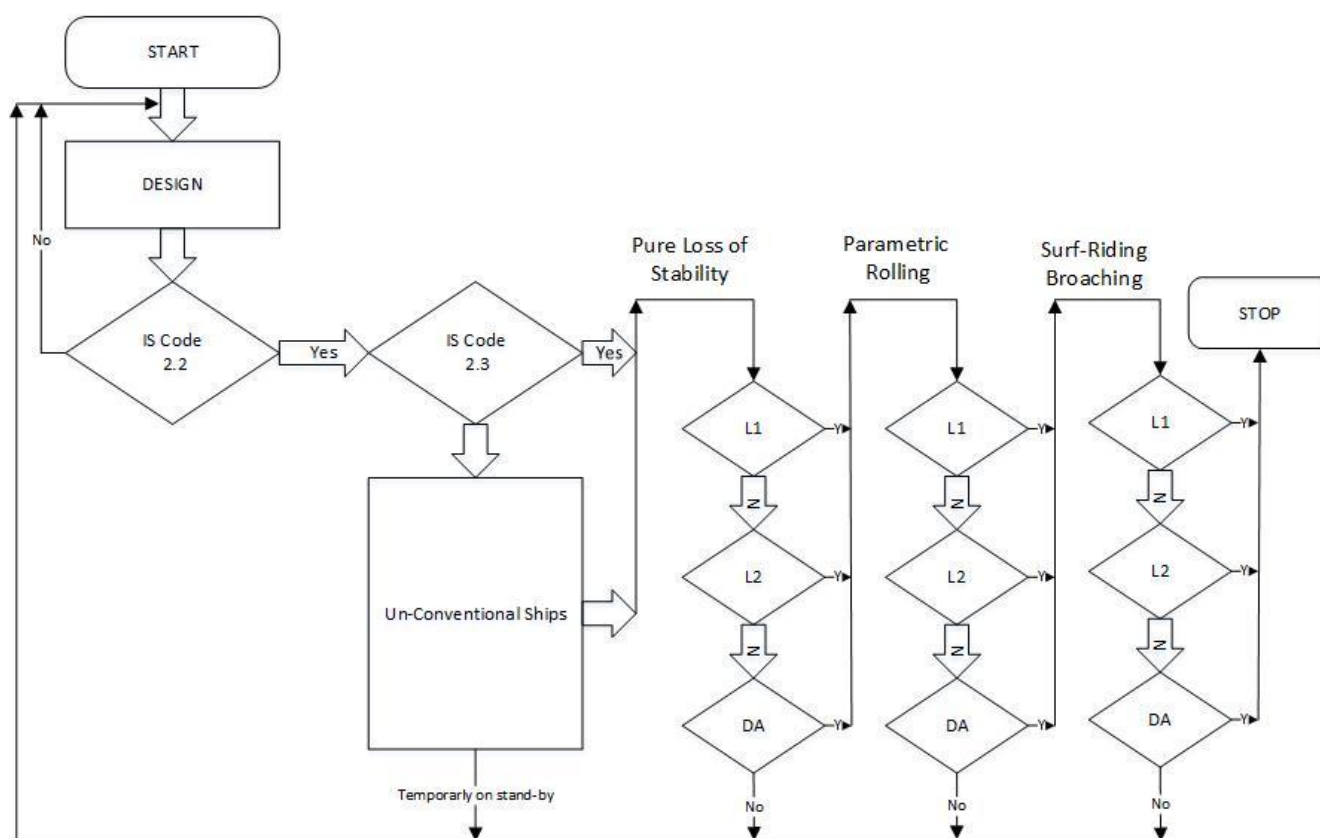 START
DESIGN
No
IS Code
2.2
Yes
IS Code
2.3
Yes
Un-Conventional Ships
Temporarly on stand-by
Pure Loss of
Stability
L1
Y
N
L2
Y
N
DA
Y
No
Parametric
Rolling
L1
Y
N
L2
Y
N
DA
Y
No
Surf-Riding
Broaching
L1
Y
N
L2
Y
N
DA
Y
No
STOP